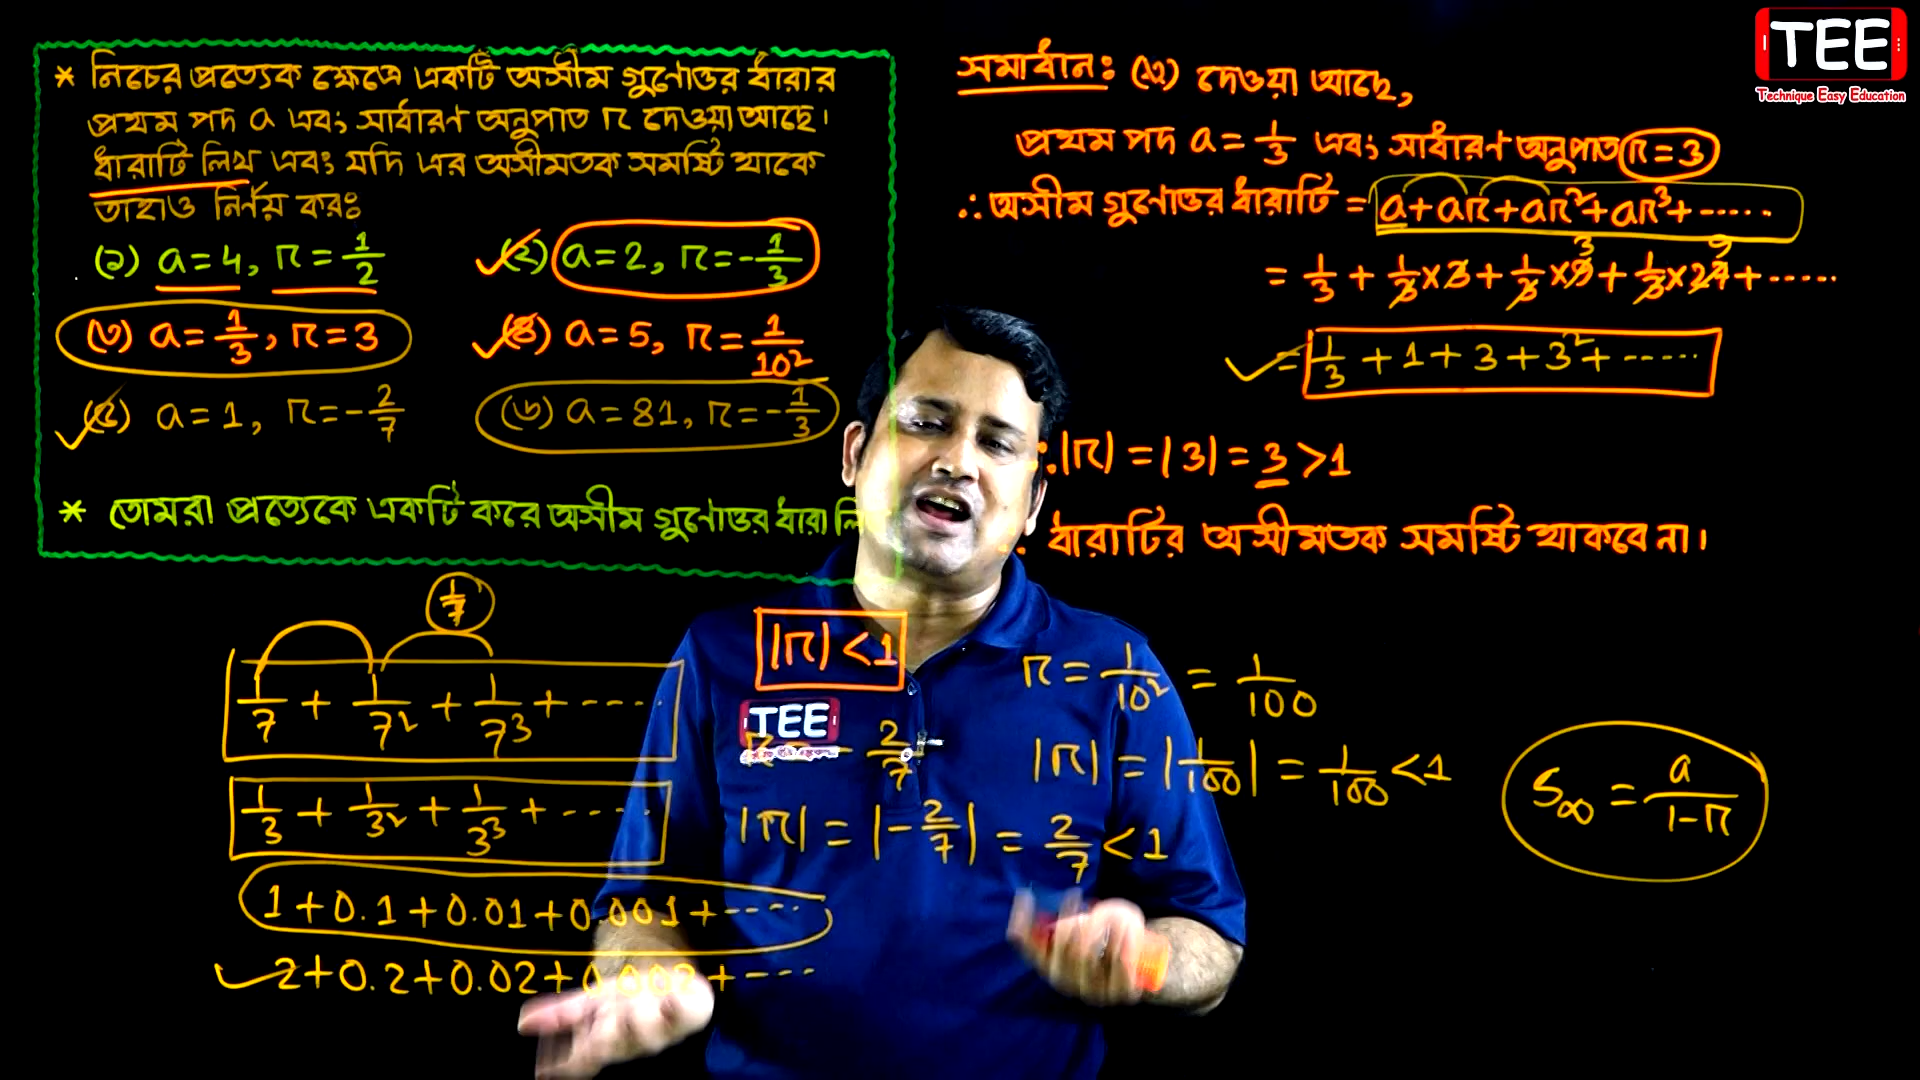 * নিচের প্রত্যেক ক্ষেত্রে একটি অসীম গুণোত্তর ধারার
প্রথম পদ a এবং সাধারণ অনুপাত r দেওয়া আছে।
ধারাটি লিখ এবং যদি এর অসীমতক সমষ্টি থাকে
তাহাও নির্ণয় করঃ
(১) a=4, r=1/2 (২) a=2, r=-1/3
(৩) a=1/3, r=3 (৪) a=5, r=1/10²
(৫) a=1, r=-2/7 (৬) a=81, r=-1/3
* তোমরা প্রত্যেকে একটি করে অসীম গুণোত্তর ধারা লি
1/7
1/7 + 1/7² + 1/7³ + ·····
1/3 + 1/3² + 1/3³ + ·····
1+0.1+0.01+0.001+·····
2+0.2+0.02+0.002+····
সমাধানঃ দেওয়া আছে,
প্রথম পদ a=1/3 এবং সাধারণ অনুপাত r=3
∴ অসীম গুণোত্তর ধারাটি = a+ar+ar²+ar³+·····
= 1/3 + 1/3×3 + 1/3×9 + 1/3×27 + ·····
3 9
= 1/3 + 1 + 3 + 3² + ·····
∴ |r| = |3| = 3 > 1
∴ ধারাটির অসীমতক সমষ্টি থাকবে না।
|r| < 1
r = -2/7
|r| = |-2/7| = 2/7 < 1
r = 1/10² = 1/100
|r| = |1/100| = 1/100 < 1
S∞ = a/1-r
TEE
Technique Easy Education
TEE